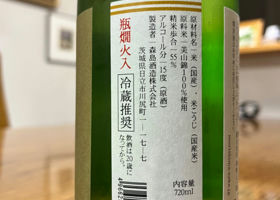 原材料名/米(国産)・米こうじ(国産米)
原料米/美山錦100%使用
精米歩合/55%
アルコール分/15度(原酒)
製造者/森島酒造株式会社
茨城県日立市川尻町一ー一七ー七
瓶燗火入
冷蔵推奨
飲酒は20歳に
なってから。
内容量
720ml